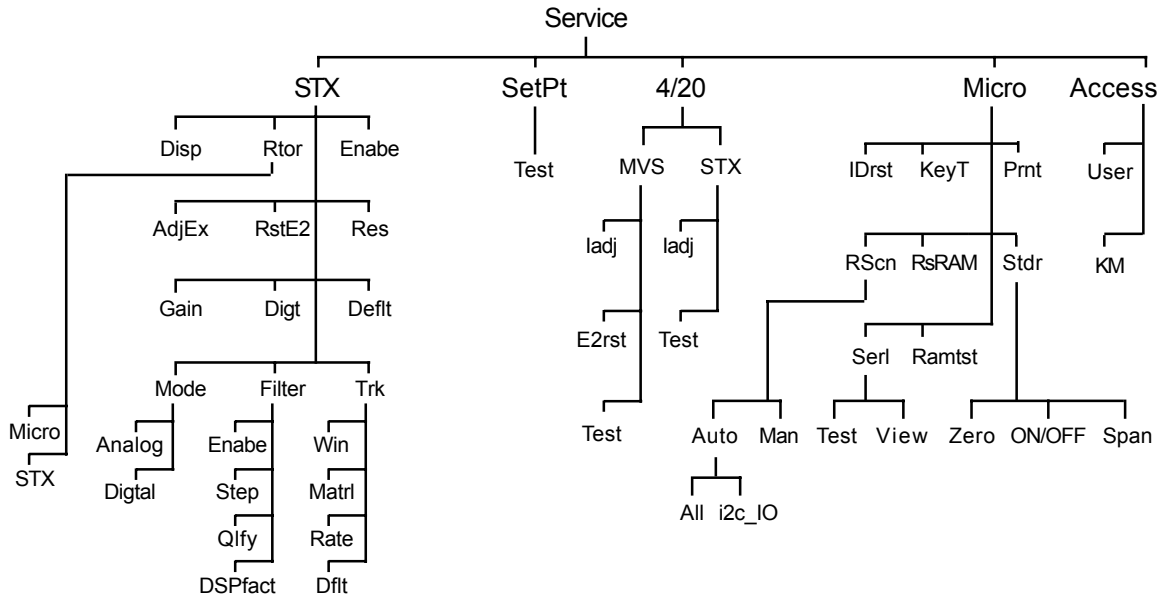 Service
STX SetPt 4/20 Micro Access
Disp Rtor Enabe
Test
MVS STX
IDrst KeyT Prnt
User
AdjEx RstE2 Res
Iadj Iadj
RScn RsRAM Stdr
KM
Gain Digt Deflt
E2rst Test
Serl Ramtst
Mode Filter Trk
Micro Analog Enabe Win
Test Auto Man Test View Zero ON/OFF Span
STX Digtal Step Matrl
All i2c_IO
Qlfy Rate
DSPfact Dflt